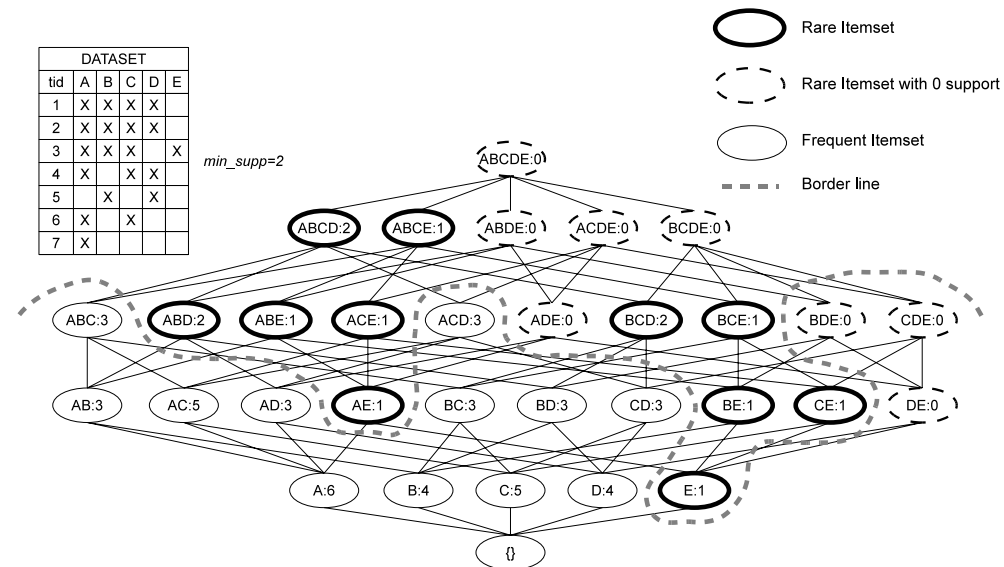 Rare Itemset
DATASET
tid A B C D E
1 X X X X
2 X X X X
3 X X X X
4 X X X
5 X X
6 X X
7 X
min_supp=2
Rare Itemset with 0 support
Frequent Itemset
Border line
ABCDE:0
ABCD:2 ABCE:1 ABDE:0 ACDE:0 BCDE:0
ABC:3 ABD:2 ABE:1 ACE:1 ACD:3 ADE:0 BCD:2 BCE:1 BDE:0 CDE:0
AB:3 AC:5 AD:3 AE:1 BC:3 BD:3 CD:3 BE:1 CE:1 DE:0
A:6 B:4 C:5 D:4 E:1
{}